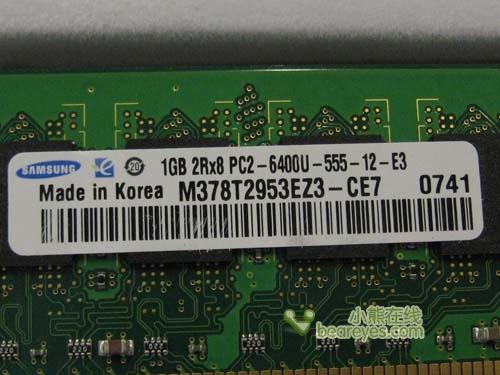 SAMSUNG e 20 1GB 2Rx8 PC2-6400U-555-12-E3
Made in Korea M378T2953EZ3-CE7 0741
小熊在线
beareyes.com